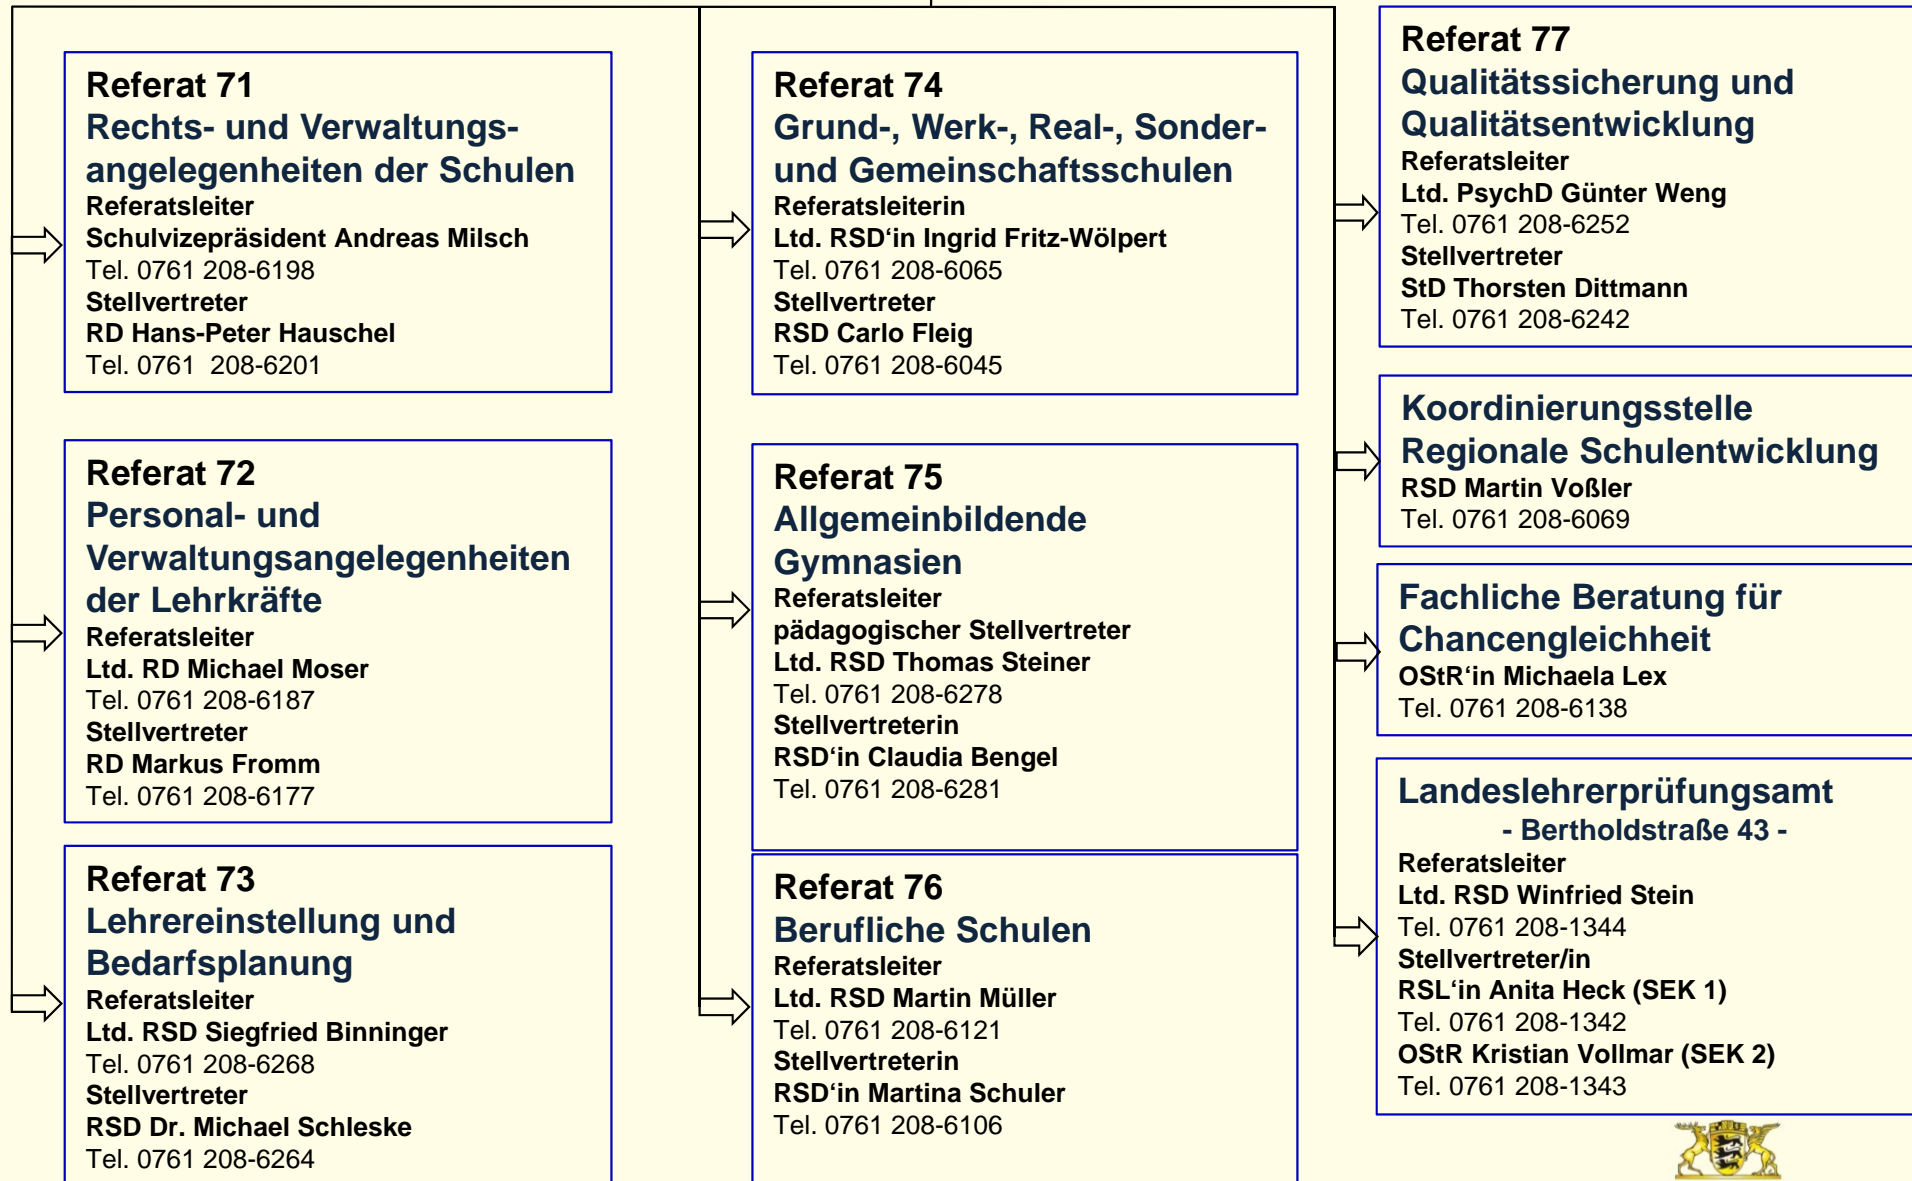 Referat 71
Rechts- und Verwaltungs-
angelegenheiten der Schulen
Referatsleiter
Schulvizepräsident Andreas Milsch
Tel. 0761 208-6198
Stellvertreter
RD Hans-Peter Hauschel
Tel. 0761  208-6201
Referat 72
Personal- und
Verwaltungsangelegenheiten
der Lehrkräfte
Referatsleiter
Ltd. RD Michael Moser
Tel. 0761 208-6187
Stellvertreter
RD Markus Fromm
Tel. 0761 208-6177
Referat 73
Lehrereinstellung und
Bedarfsplanung
Referatsleiter
Ltd. RSD Siegfried Binninger
Tel. 0761 208-6268
Stellvertreter
RSD Dr. Michael Schleske
Tel. 0761 208-6264
Referat 74
Grund-, Werk-, Real-, Sonder-
und Gemeinschaftsschulen
Referatsleiterin
Ltd. RSD‘in Ingrid Fritz-Wölpert
Tel. 0761 208-6065
Stellvertreter
RSD Carlo Fleig
Tel. 0761 208-6045
Referat 75
Allgemeinbildende
Gymnasien
Referatsleiter
pädagogischer Stellvertreter
Ltd. RSD Thomas Steiner
Tel. 0761 208-6278
Stellvertreterin
RSD‘in Claudia Bengel
Tel. 0761 208-6281
Referat 76
Berufliche Schulen
Referatsleiter
Ltd. RSD Martin Müller
Tel. 0761 208-6121
Stellvertreterin
RSD‘in Martina Schuler
Tel. 0761 208-6106
Referat 77
Qualitätssicherung und
Qualitätsentwicklung
Referatsleiter
Ltd. PsychD Günter Weng
Tel. 0761 208-6252
Stellvertreter
StD Thorsten Dittmann
Tel. 0761 208-6242
Koordinierungsstelle
Regionale Schulentwicklung
RSD Martin Voßler
Tel. 0761 208-6069
Fachliche Beratung für
Chancengleichheit
OStR‘in Michaela Lex
Tel. 0761 208-6138
Landeslehrerprüfungsamt
- Bertholdstraße 43 -
Referatsleiter
Ltd. RSD Winfried Stein
Tel. 0761 208-1344
Stellvertreter/in
RSL‘in Anita Heck (SEK 1)
Tel. 0761 208-1342
OStR Kristian Vollmar (SEK 2)
Tel. 0761 208-1343